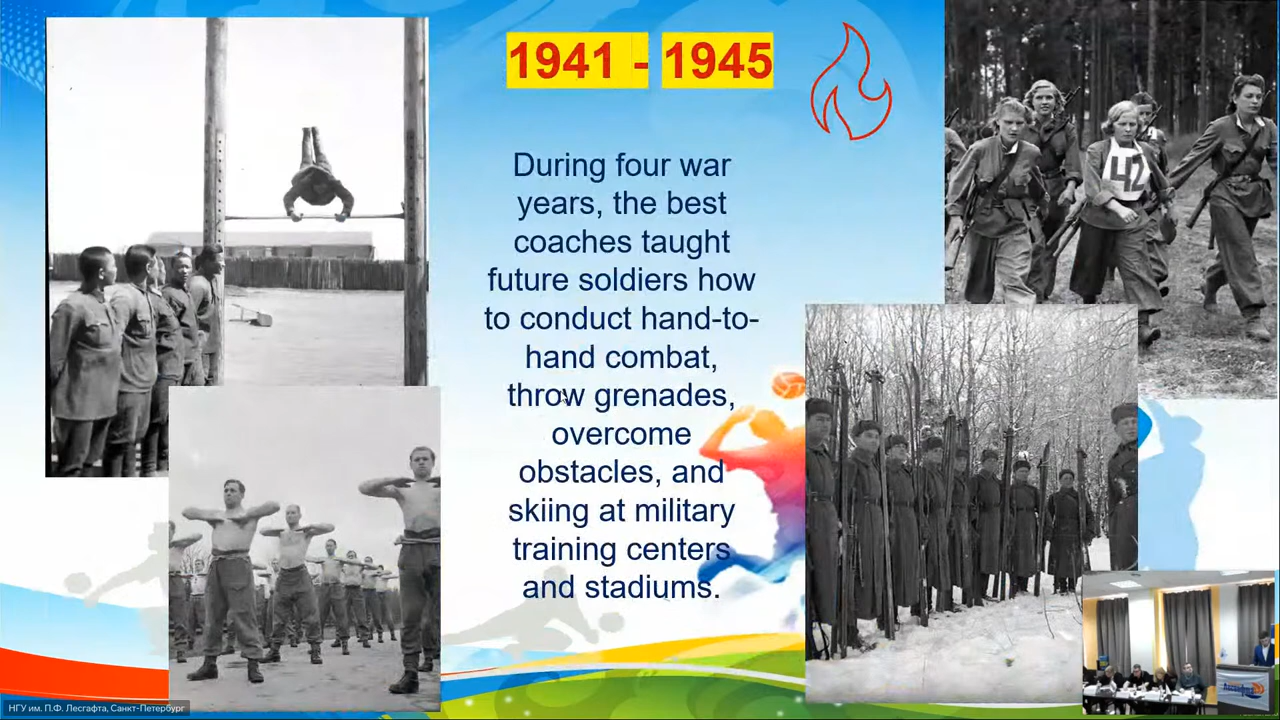 1941 - 1945
During four war
years, the best
coaches taught
future soldiers how
to conduct hand-to-
hand combat,
throw grenades,
overcome
obstacles, and
skiing at military
training centers
and stadiums.
42
НГУ им. П.Ф. Лесгафта, Санкт-Петербург